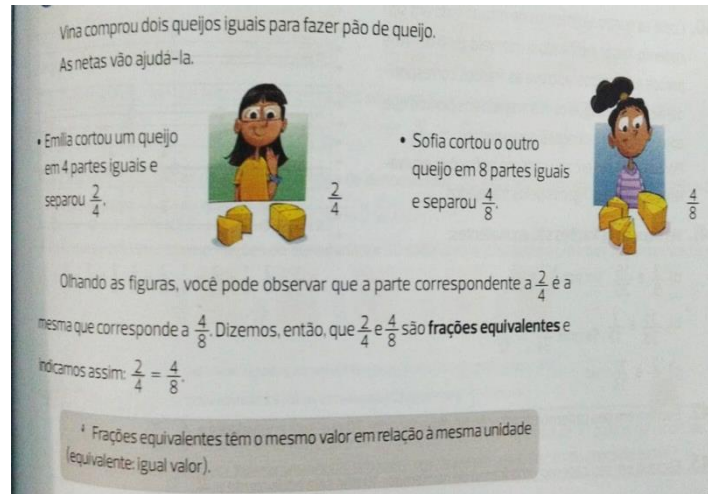 Vina comprou dois queijos iguais para fazer pão de queijo.
As netas vão ajudá-la.
• Emília cortou um queijo
em 4 partes iguais e
separou 2/4.
2/4
• Sofia cortou o outro
queijo em 8 partes iguais
e separou 4/8.
4/8
Olhando as figuras, você pode observar que a parte correspondente a 2/4 é a
mesma que corresponde a 4/8. Dizemos, então, que 2/4 e 4/8 são frações equivalentes e
indicamos assim: 2/4 = 4/8.
Frações equivalentes têm o mesmo valor em relação à mesma unidade
(equivalente: igual valor).